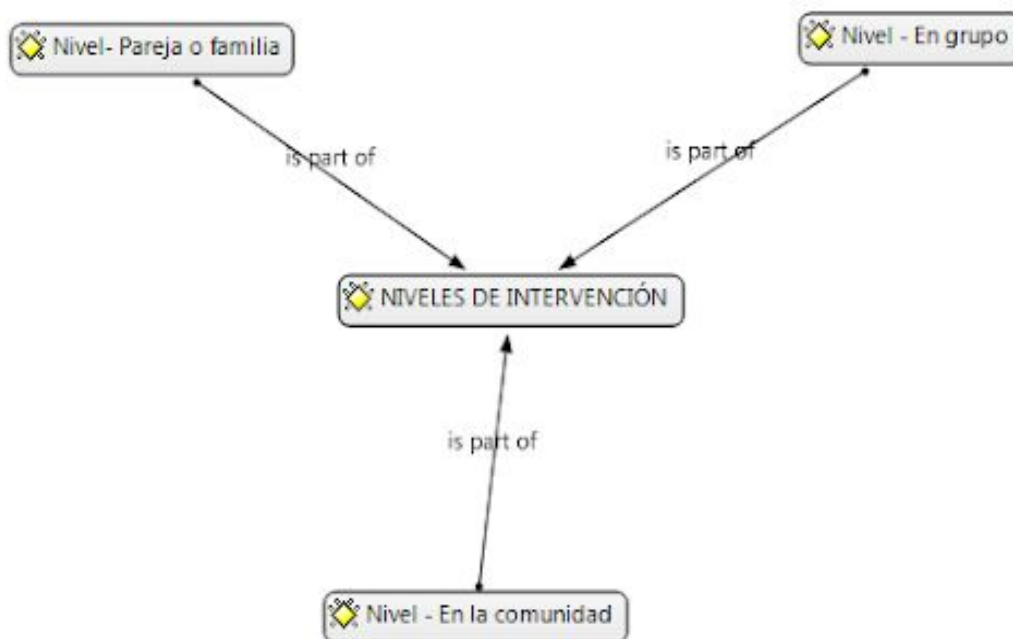 Nivel- Pareja o familia
Nivel - En grupo
is part of
is part of
NIVELES DE INTERVENCIÓN
is part of
Nivel - En la comunidad